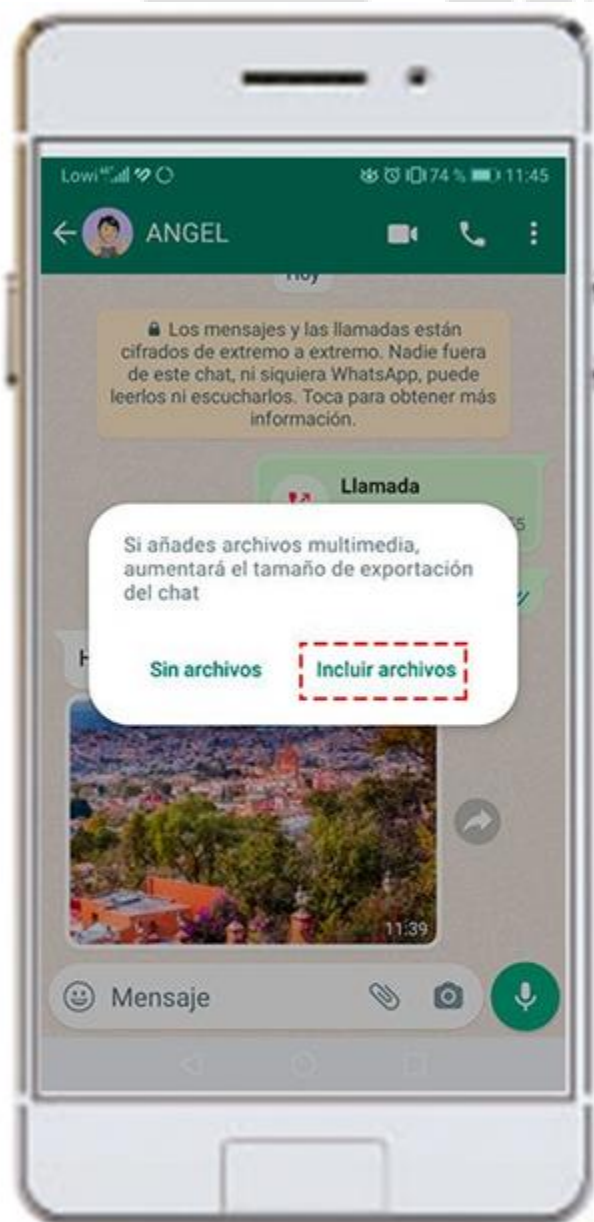 Lowi 74 % 11:45
ANGEL
Hoy
Los mensajes y las llamadas están
cifrados de extremo a extremo. Nadie fuera
de este chat, ni siquiera WhatsApp, puede
leerlos ni escucharlos. Toca para obtener más
información.
Llamada
Si añades archivos multimedia,
aumentará el tamaño de exportación
del chat
Sin archivos Incluir archivos
11:39
Mensaje